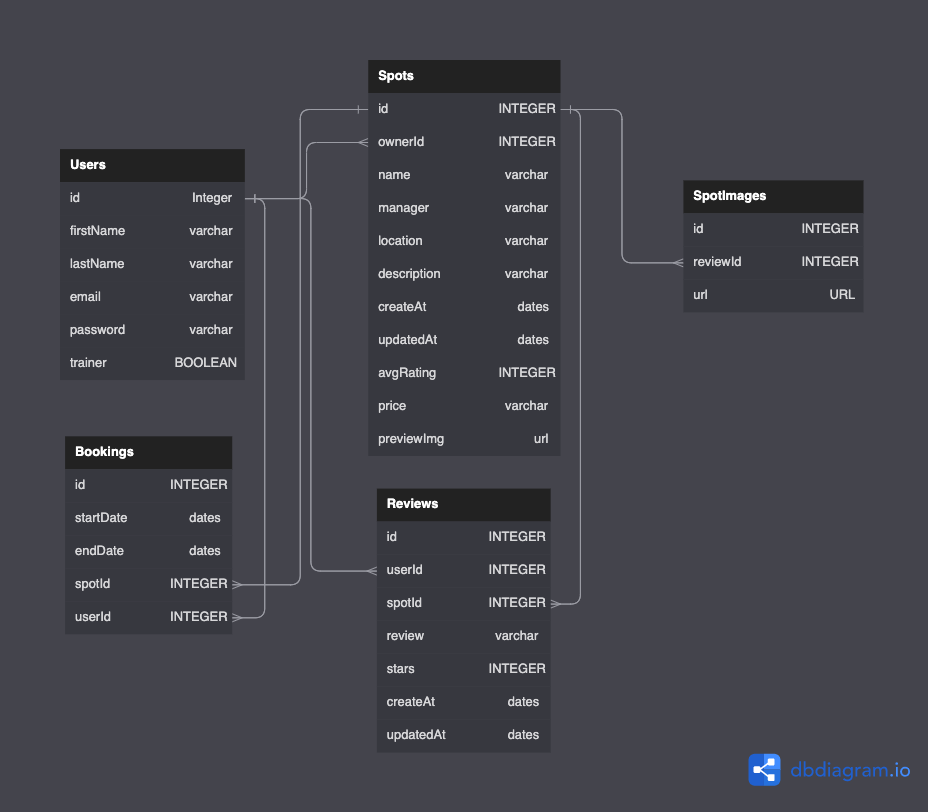 Spots
id INTEGER
ownerId INTEGER
name varchar
manager varchar
location varchar
description varchar
createAt dates
updatedAt dates
avgRating INTEGER
price varchar
previewImg url
Users
id Integer
firstName varchar
lastName varchar
email varchar
password varchar
trainer BOOLEAN
SpotImages
id INTEGER
reviewId INTEGER
url URL
Bookings
id INTEGER
startDate dates
endDate dates
spotId INTEGER
userId INTEGER
Reviews
id INTEGER
userId INTEGER
spotId INTEGER
review varchar
stars INTEGER
createAt dates
updatedAt dates
dbdiagram.io